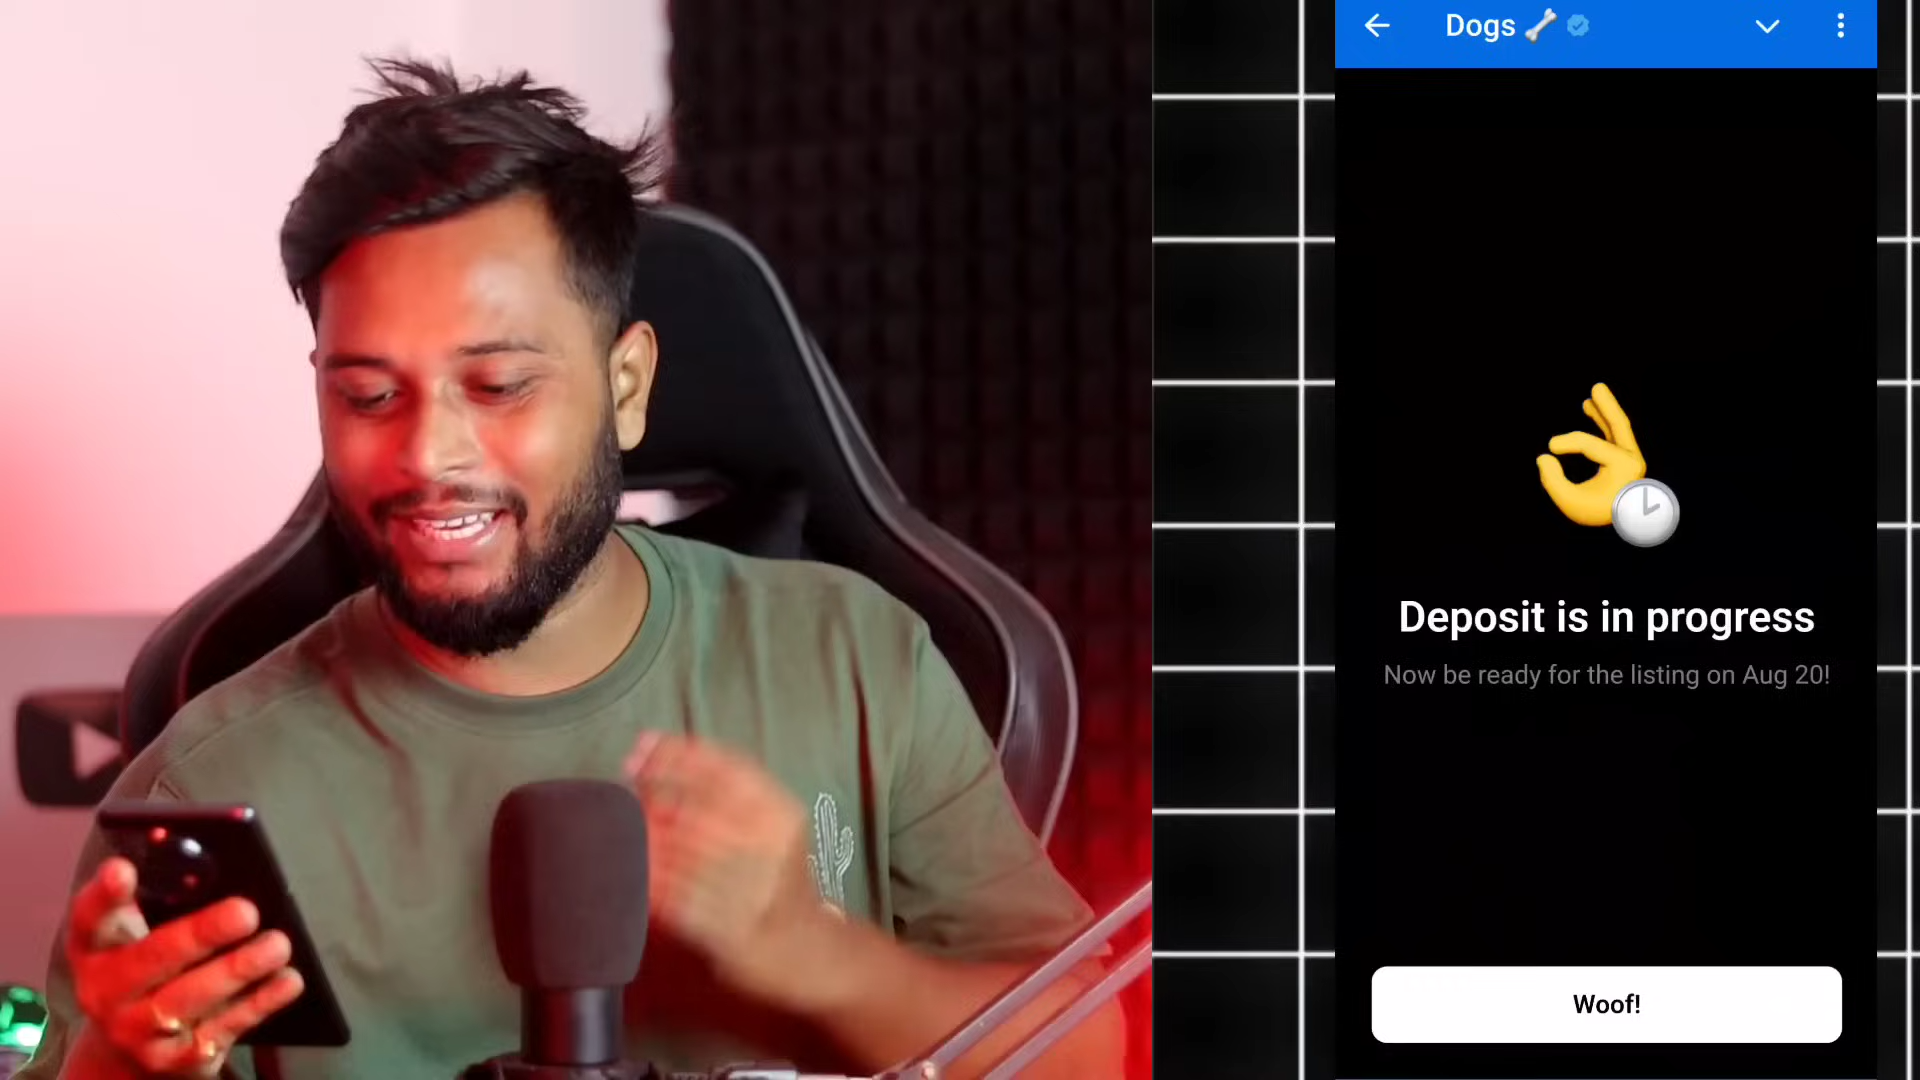 Dogs 🦴
Deposit is in progress
Now be ready for the listing on Aug 20!
Woof!